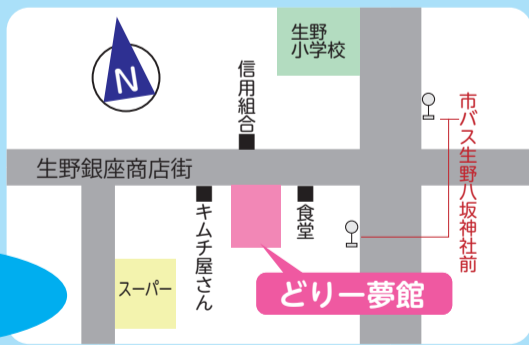 生野
小学校
N
信用組合
市バス生野八坂神社前
生野銀座商店街
キムチ屋さん
食堂
スーパー
どりー夢館